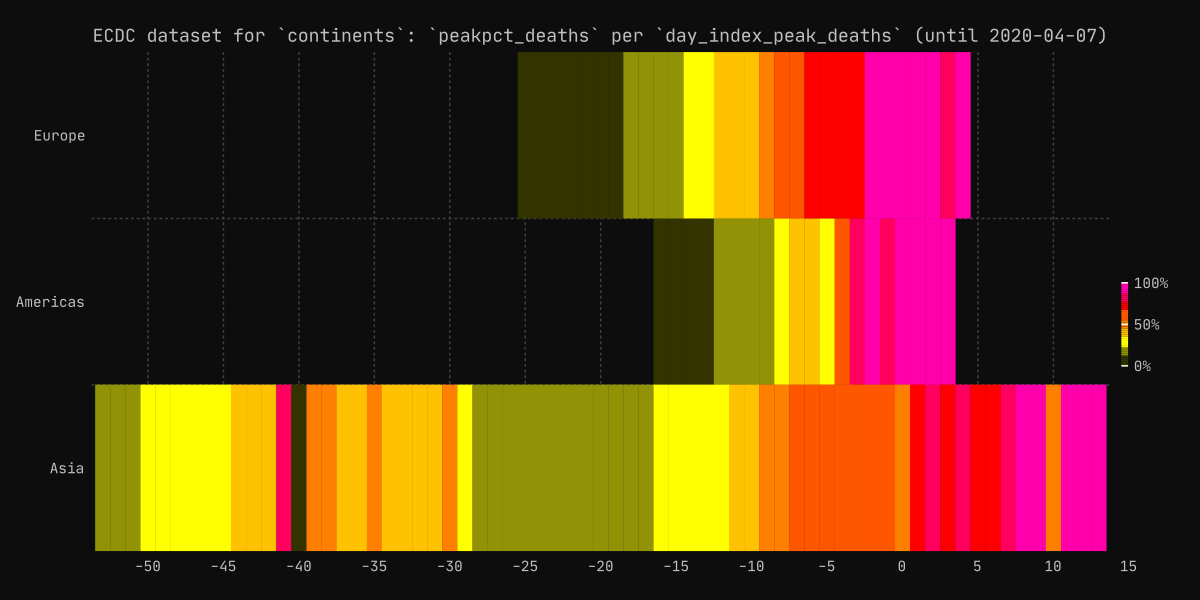 ECDC dataset for `continents`: `peakpct_deaths` per `day_index_peak_deaths` (until 2020-04-07)
Europe
Americas
100%
50%
0%
Asia
-50 -45 -40 -35 -30 -25 -20 -15 -10 -5 0 5 10 15